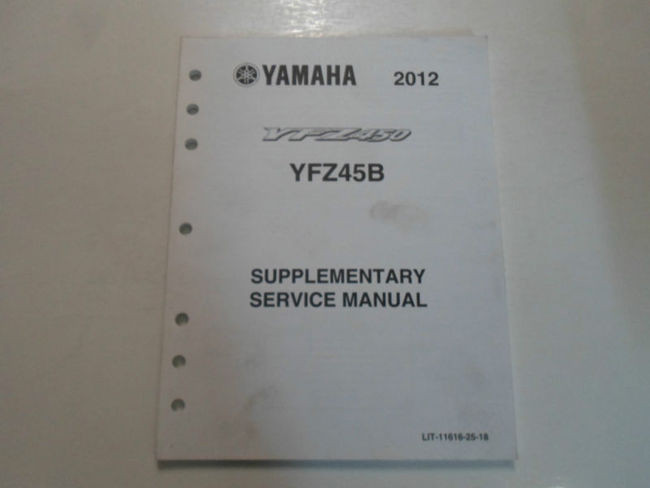 YAMAHA 2012
YFZ450
YFZ45B
SUPPLEMENTARY
SERVICE MANUAL
LIT-11616-25-18